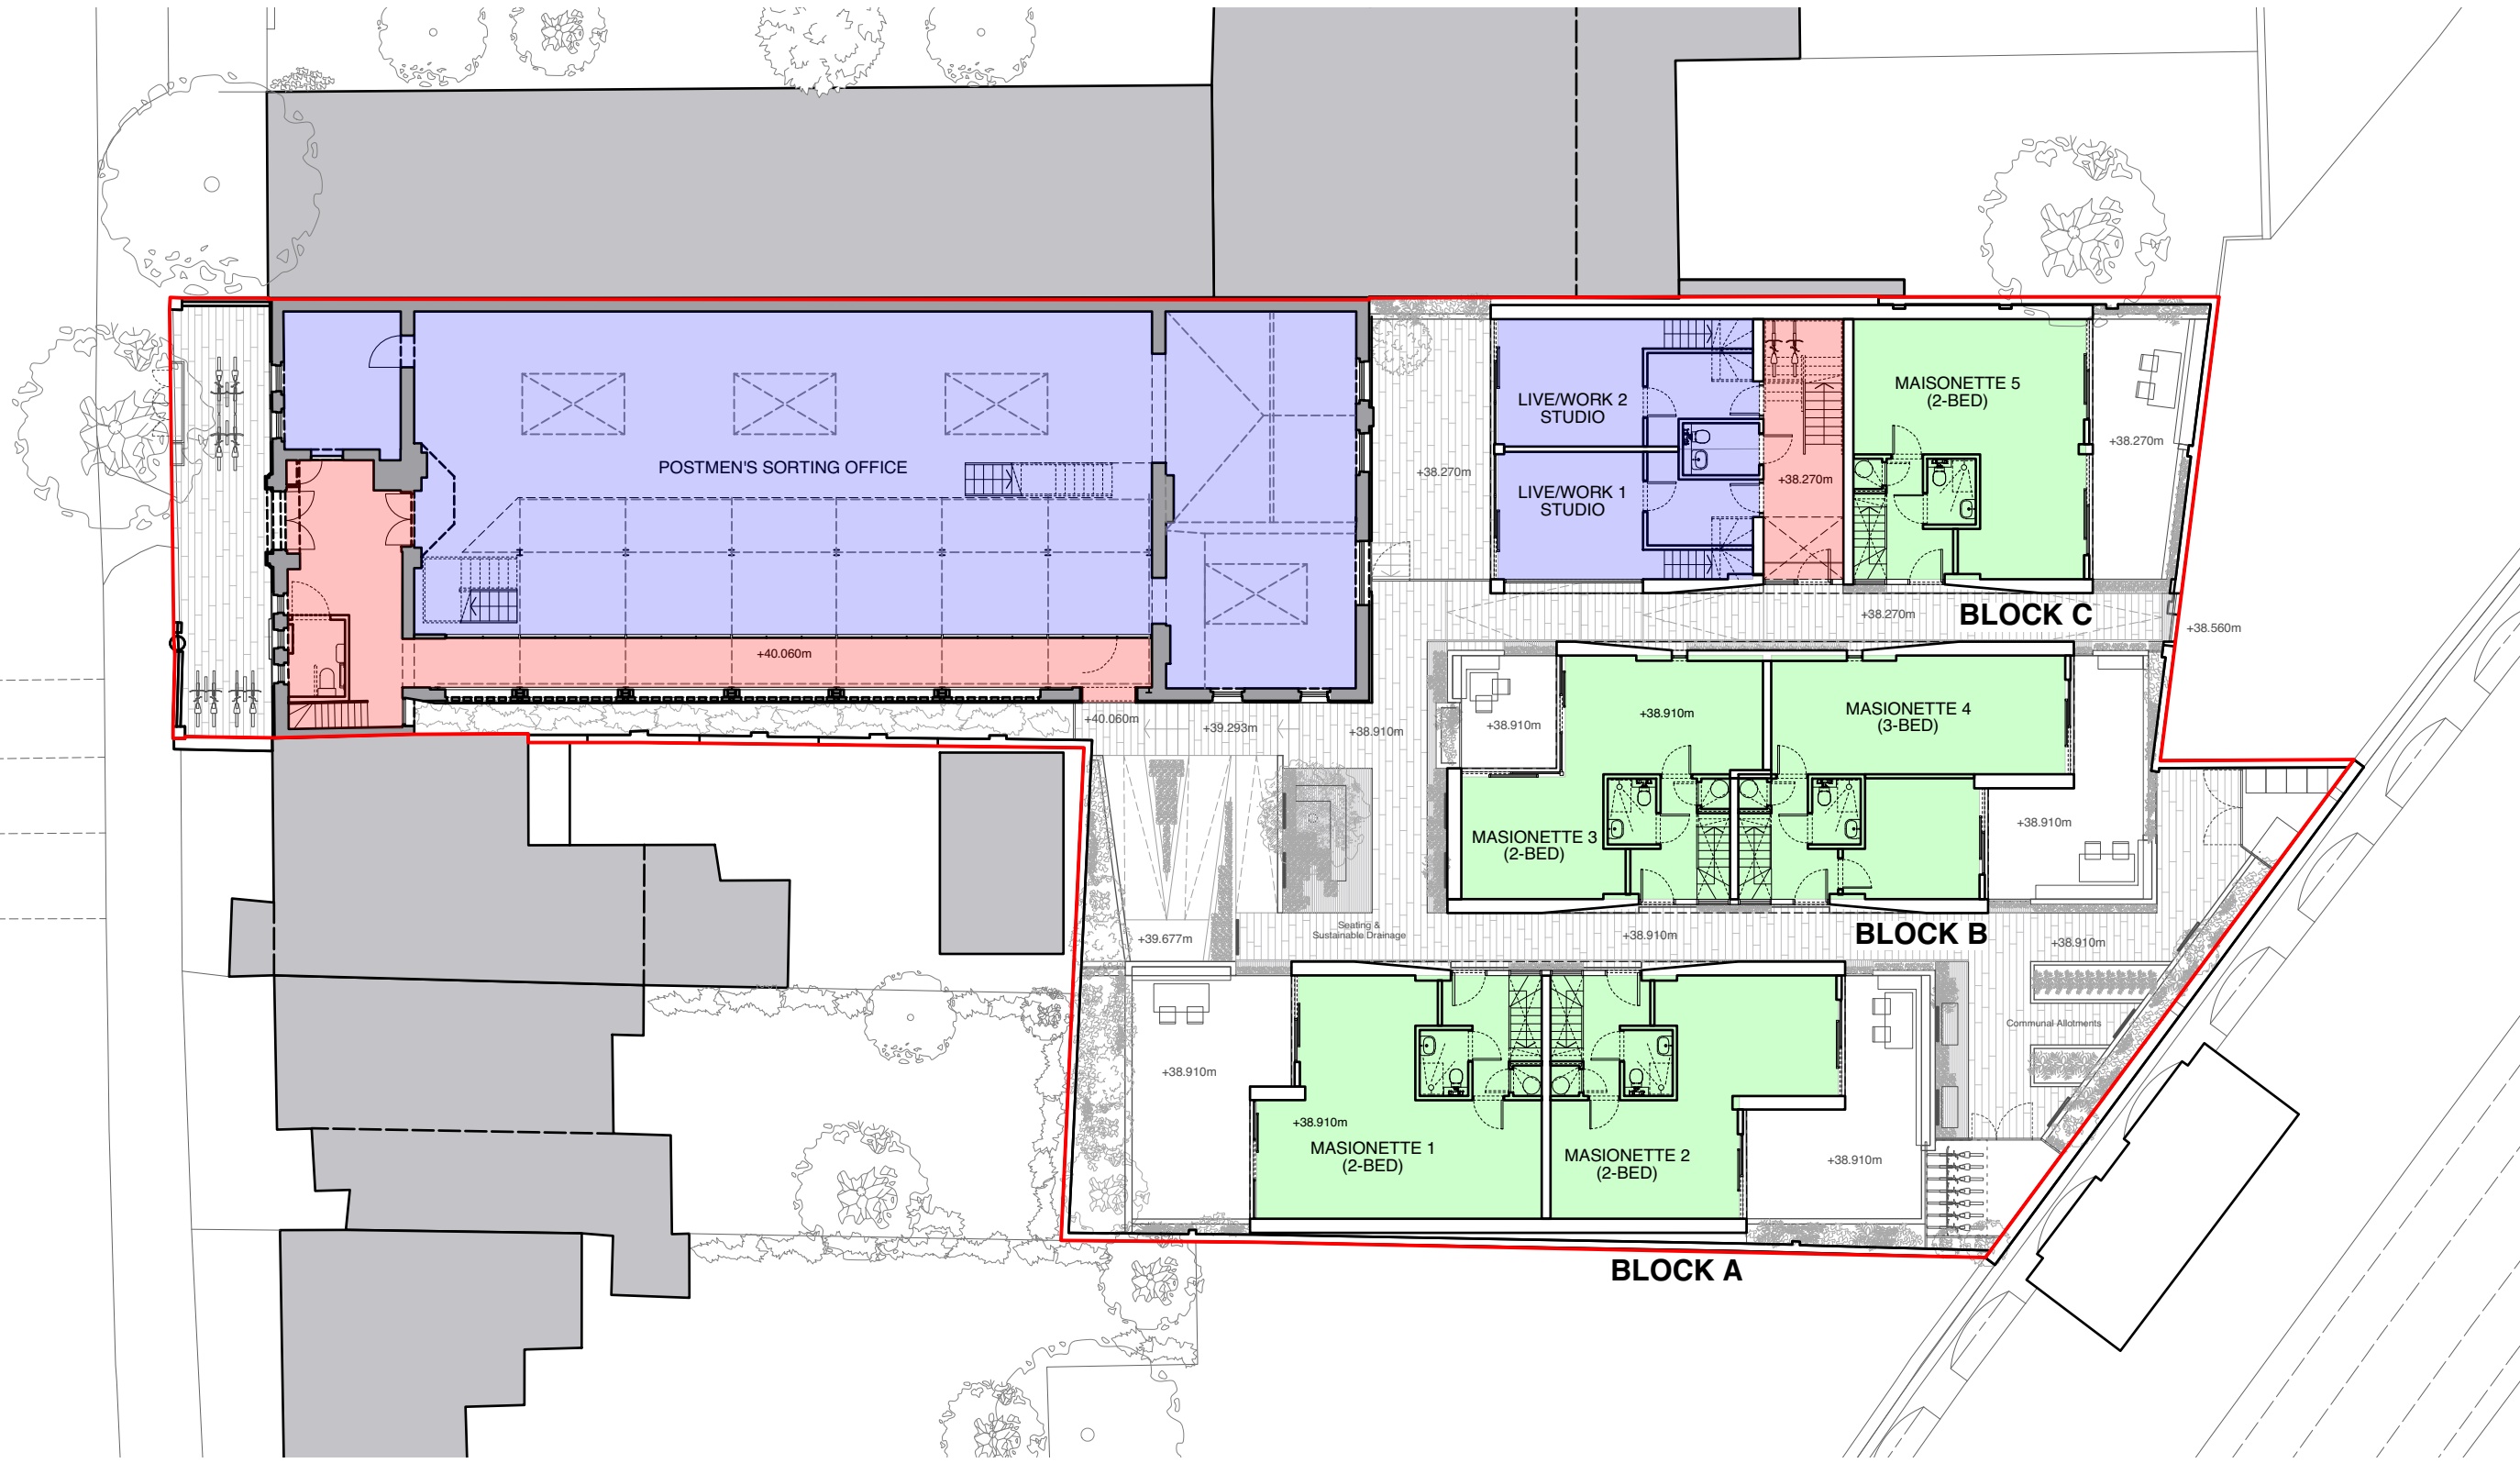 POSTMEN'S SORTING OFFICE
+40.060m
LIVE/WORK 2
STUDIO
LIVE/WORK 1
STUDIO
+38.270m
+38.270m
MAISONETTE 5
(2-BED)
+38.270m
+38.270m
BLOCK C
+38.560m
+40.060m
+39.293m
+38.910m
+38.910m
+38.910m
MASIONETTE 4
(3-BED)
MASIONETTE 3
(2-BED)
+38.910m
Seating &
Sustainable Drainage
+39.677m
+38.910m
BLOCK B
+38.910m
Communal Allotments
+38.910m
+38.910m
MASIONETTE 1
(2-BED)
MASIONETTE 2
(2-BED)
+38.910m
BLOCK A